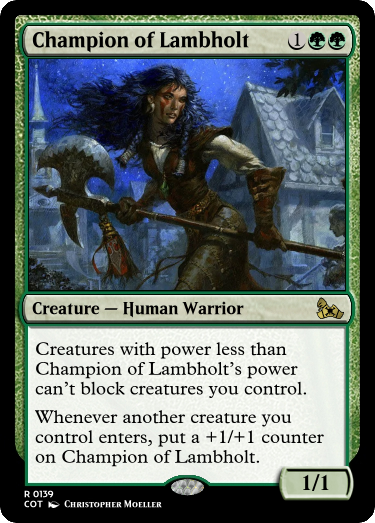 Champion of Lambholt 1
Creature — Human Warrior
Creatures with power less than
Champion of Lambholt's power
can't block creatures you control.
Whenever another creature you
control enters, put a +1/+1 counter
on Champion of Lambholt.
1/1
R 0139
COT Christopher Moeller